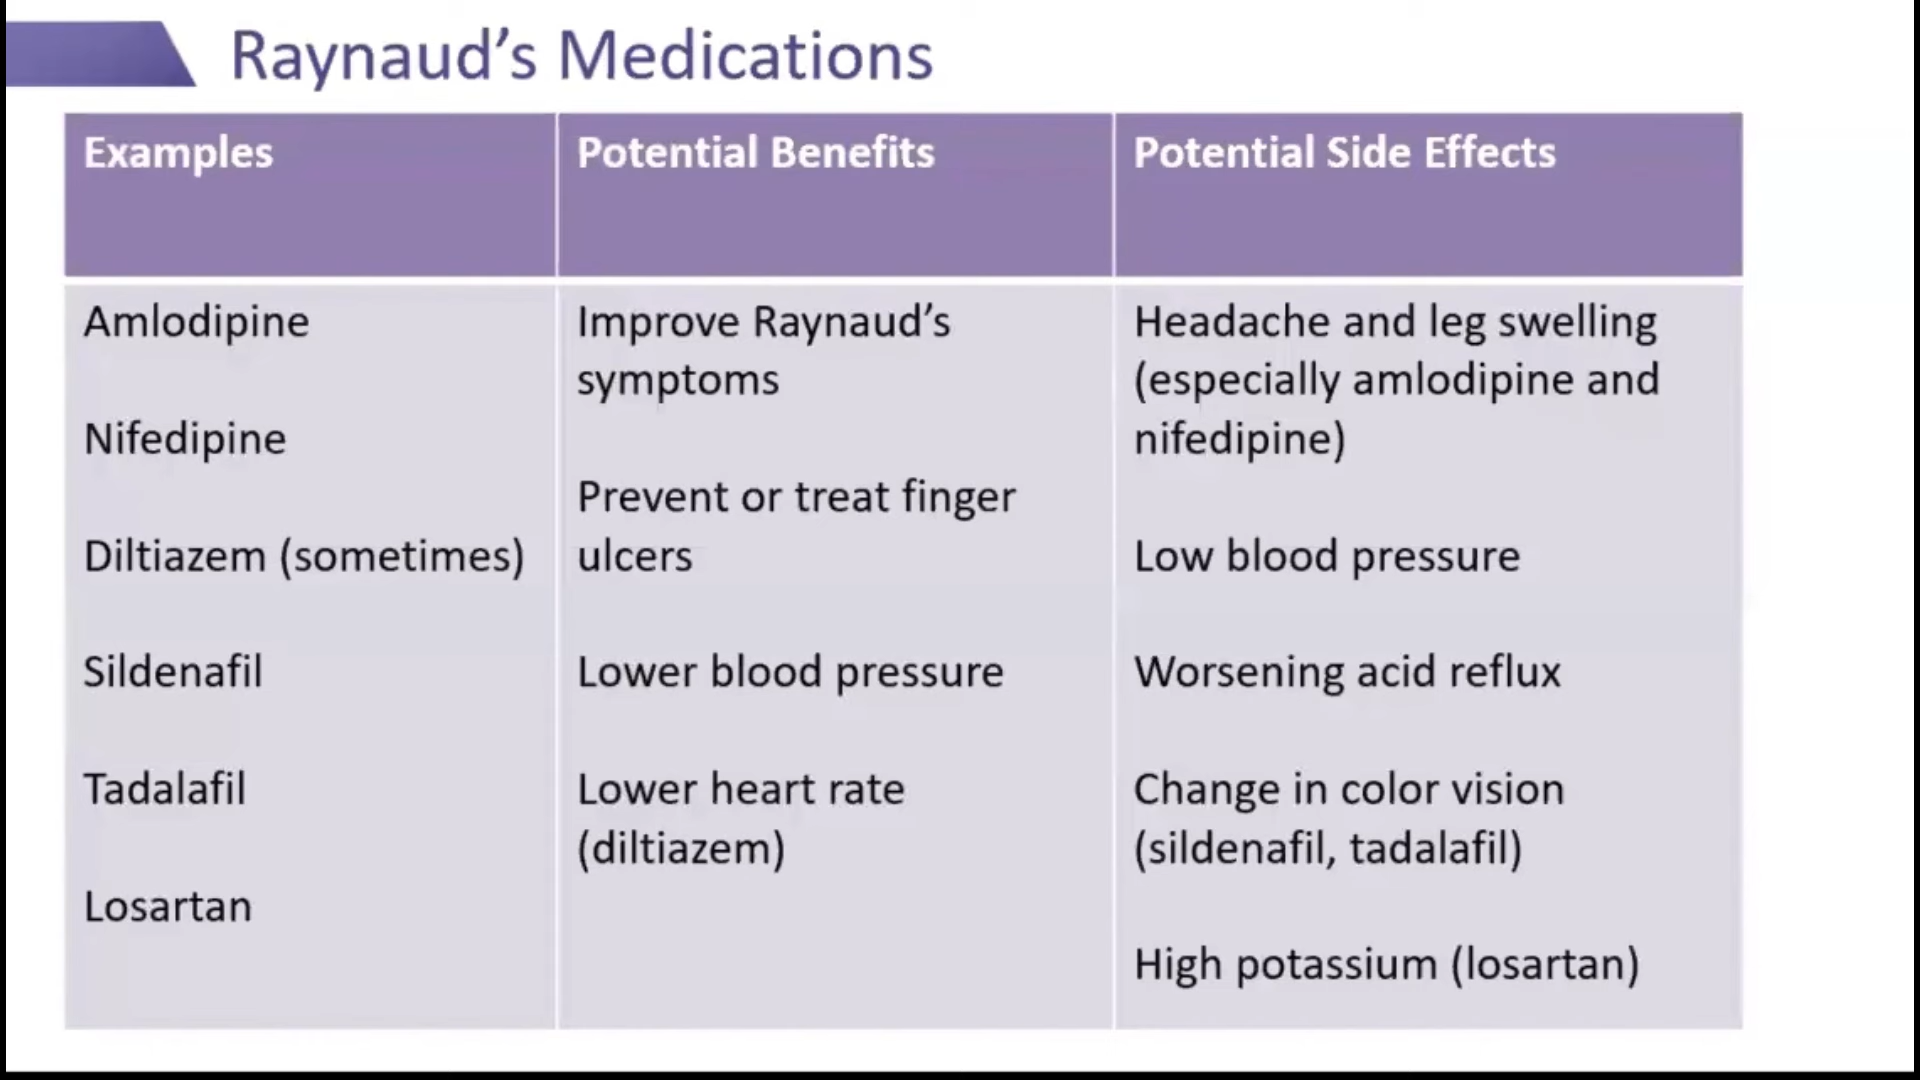 Raynaud's Medications
Examples
Potential Benefits
Potential Side Effects
Amlodipine
Nifedipine
Diltiazem (sometimes)
Sildenafil
Tadalafil
Losartan
Improve Raynaud's
symptoms
Prevent or treat finger
ulcers
Lower blood pressure
Lower heart rate
(diltiazem)
Headache and leg swelling
(especially amlodipine and
nifedipine)
Low blood pressure
Worsening acid reflux
Change in color vision
(sildenafil, tadalafil)
High potassium (losartan)